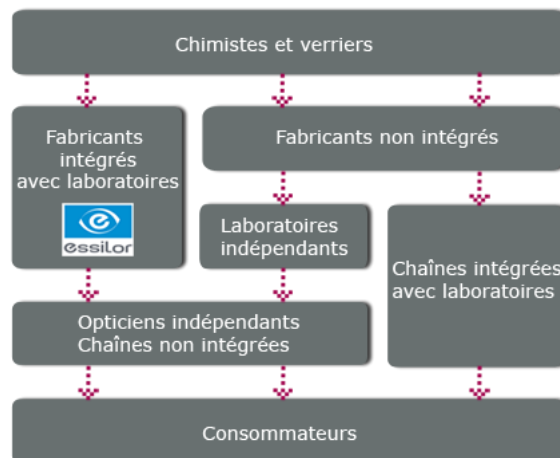 Chimistes et verriers
Fabricants
intégrés
avec laboratoires
essilor
Fabricants non intégrés
Laboratoires
indépendants
Chaînes intégrées
avec laboratoires
Opticiens indépendants
Chaînes non intégrées
Consommateurs